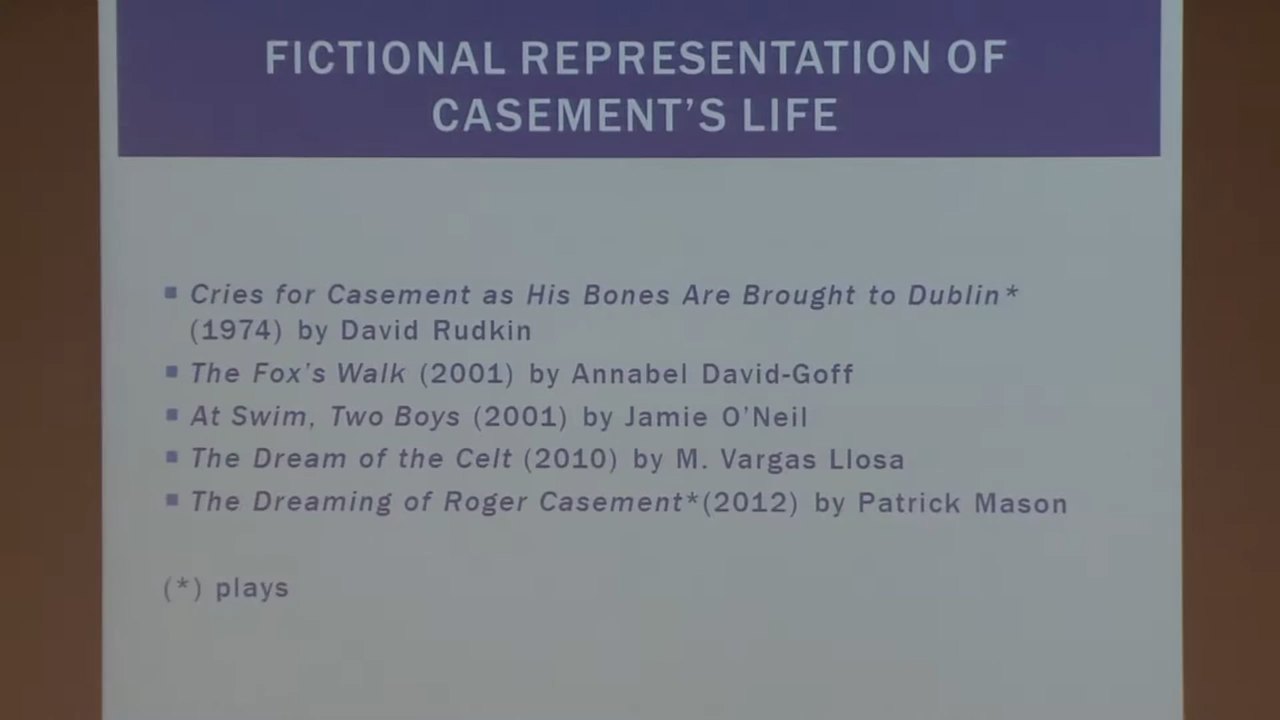 FICTIONAL REPRESENTATION OF
CASEMENT'S LIFE
▪ Cries for Casement as His Bones Are Brought to Dublin*
(1974) by David Rudkin
▪ The Fox's Walk (2001) by Annabel David-Goff
▪ At Swim, Two Boys (2001) by Jamie O'Neil
▪ The Dream of the Celt (2010) by M. Vargas Llosa
▪ The Dreaming of Roger Casement*(2012) by Patrick Mason
(*) plays